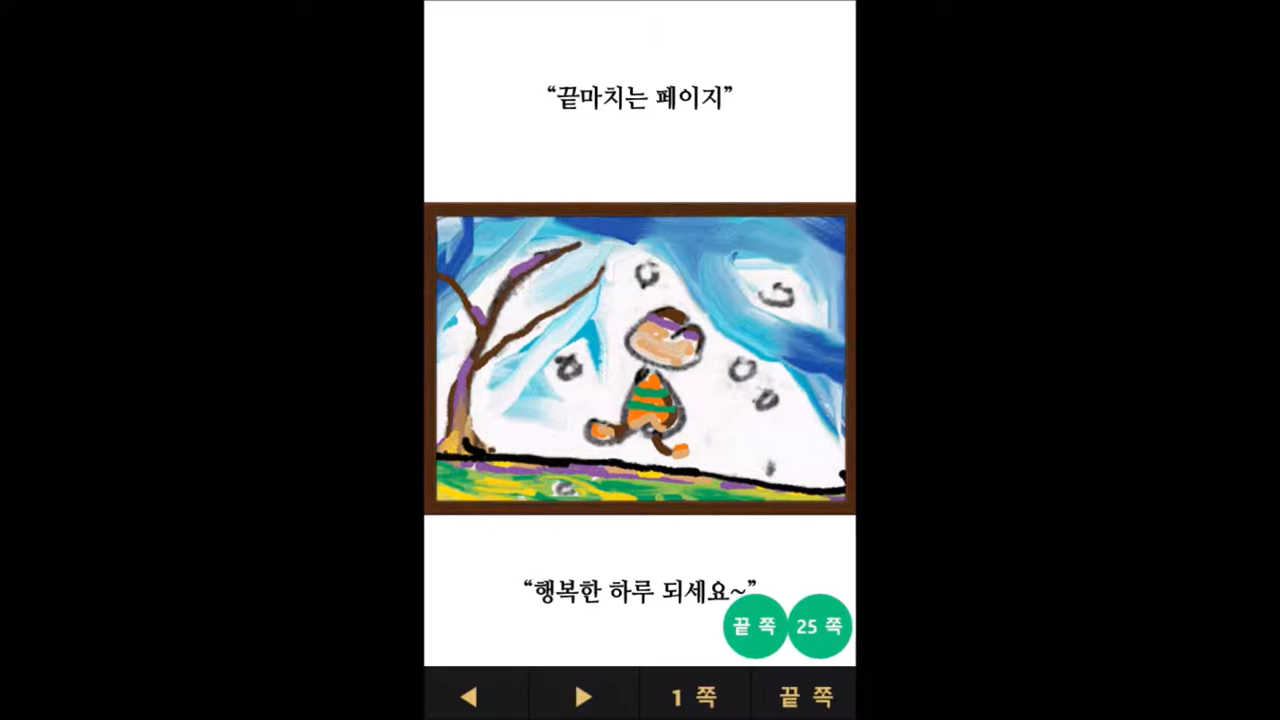 “끝마치는 페이지”
“행복한 하루 되세요~”
끝 쪽 25 쪽
◀ ▶ 1 쪽 끝 쪽